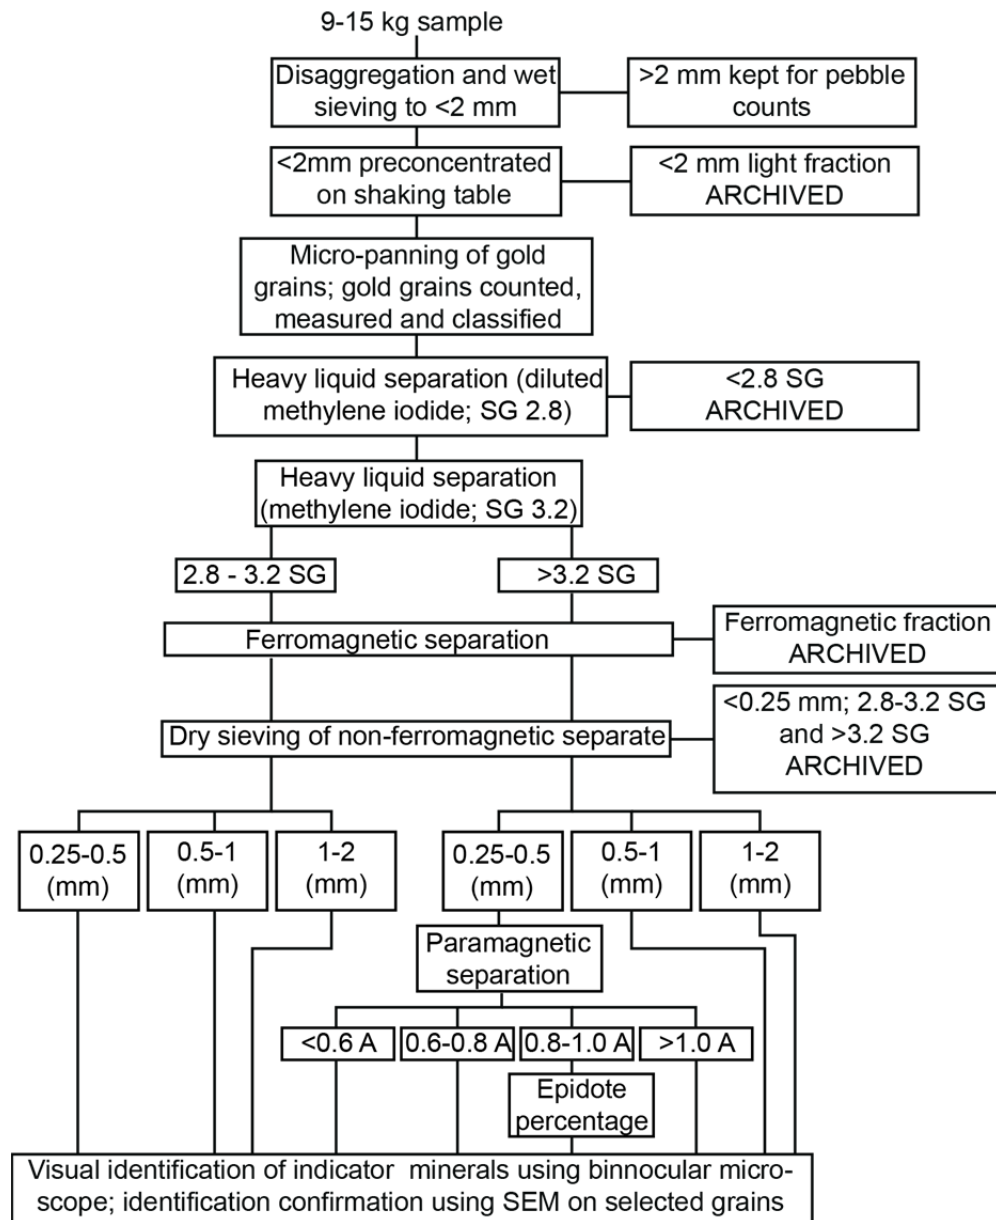 9-15 kg sample
Disaggregation and wet
sieving to <2 mm
>2 mm kept for pebble
counts
<2mm preconcentrated
on shaking table
<2 mm light fraction
ARCHIVED
Micro-panning of gold
grains; gold grains counted,
measured and classified
Heavy liquid separation (diluted
methylene iodide; SG 2.8)
<2.8 SG
ARCHIVED
Heavy liquid separation
(methylene iodide; SG 3.2)
2.8 - 3.2 SG
>3.2 SG
Ferromagnetic separation
Ferromagnetic fraction
ARCHIVED
Dry sieving of non-ferromagnetic separate
<0.25 mm; 2.8-3.2 SG
and >3.2 SG
ARCHIVED
0.25-0.5
(mm)
0.5-1
(mm)
1-2
(mm)
0.25-0.5
(mm)
0.5-1
(mm)
1-2
(mm)
Paramagnetic
separation
<0.6 A
0.6-0.8 A
0.8-1.0 A
>1.0 A
Epidote
percentage
Visual identification of indicator minerals using binnocular micro-
scope; identification confirmation using SEM on selected grains